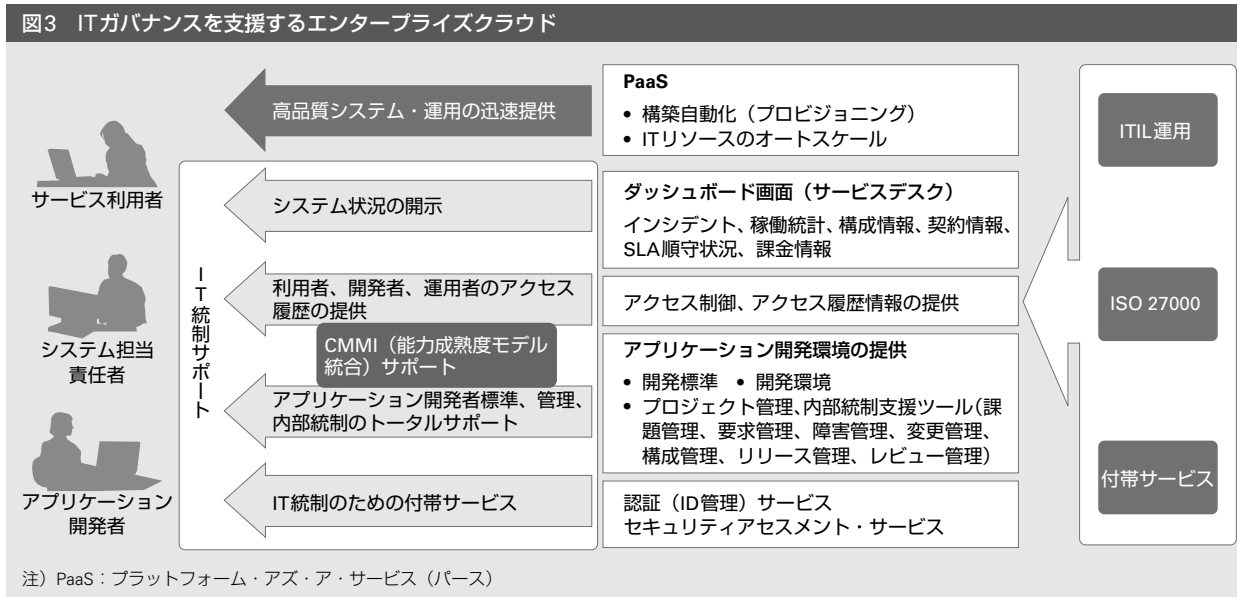 図3　ITガバナンスを支援するエンタープライズクラウド
サービス利用者
システム担当
責任者
アプリケーション
開発者
IT統制サポート
高品質システム・運用の迅速提供
システム状況の開示
利用者、開発者、運用者のアクセス
履歴の提供
CMMI（能力成熟度モデル
統合）サポート
アプリケーション開発者標準、管理、
内部統制のトータルサポート
IT統制のための付帯サービス
PaaS
• 構築自動化（プロビジョニング）
• ITリソースのオートスケール
ダッシュボード画面（サービスデスク）
インシデント、稼働統計、構成情報、契約情報、
SLA順守状況、課金情報
アクセス制御、アクセス履歴情報の提供
アプリケーション開発環境の提供
• 開発標準　• 開発環境
• プロジェクト管理、内部統制支援ツール（課
題管理、要求管理、障害管理、変更管理、
構成管理、リリース管理、レビュー管理）
認証（ID管理）サービス
セキュリティアセスメント・サービス
ITIL運用
ISO 27000
付帯サービス
注）PaaS：プラットフォーム・アズ・ア・サービス（パース）